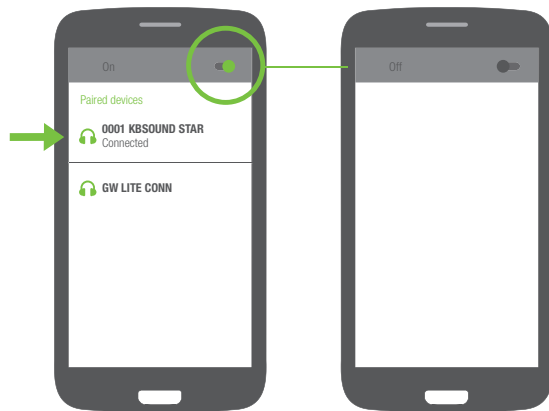 On
Off
Paired devices
0001 KBSOUND STAR
Connected
GW LITE CONN